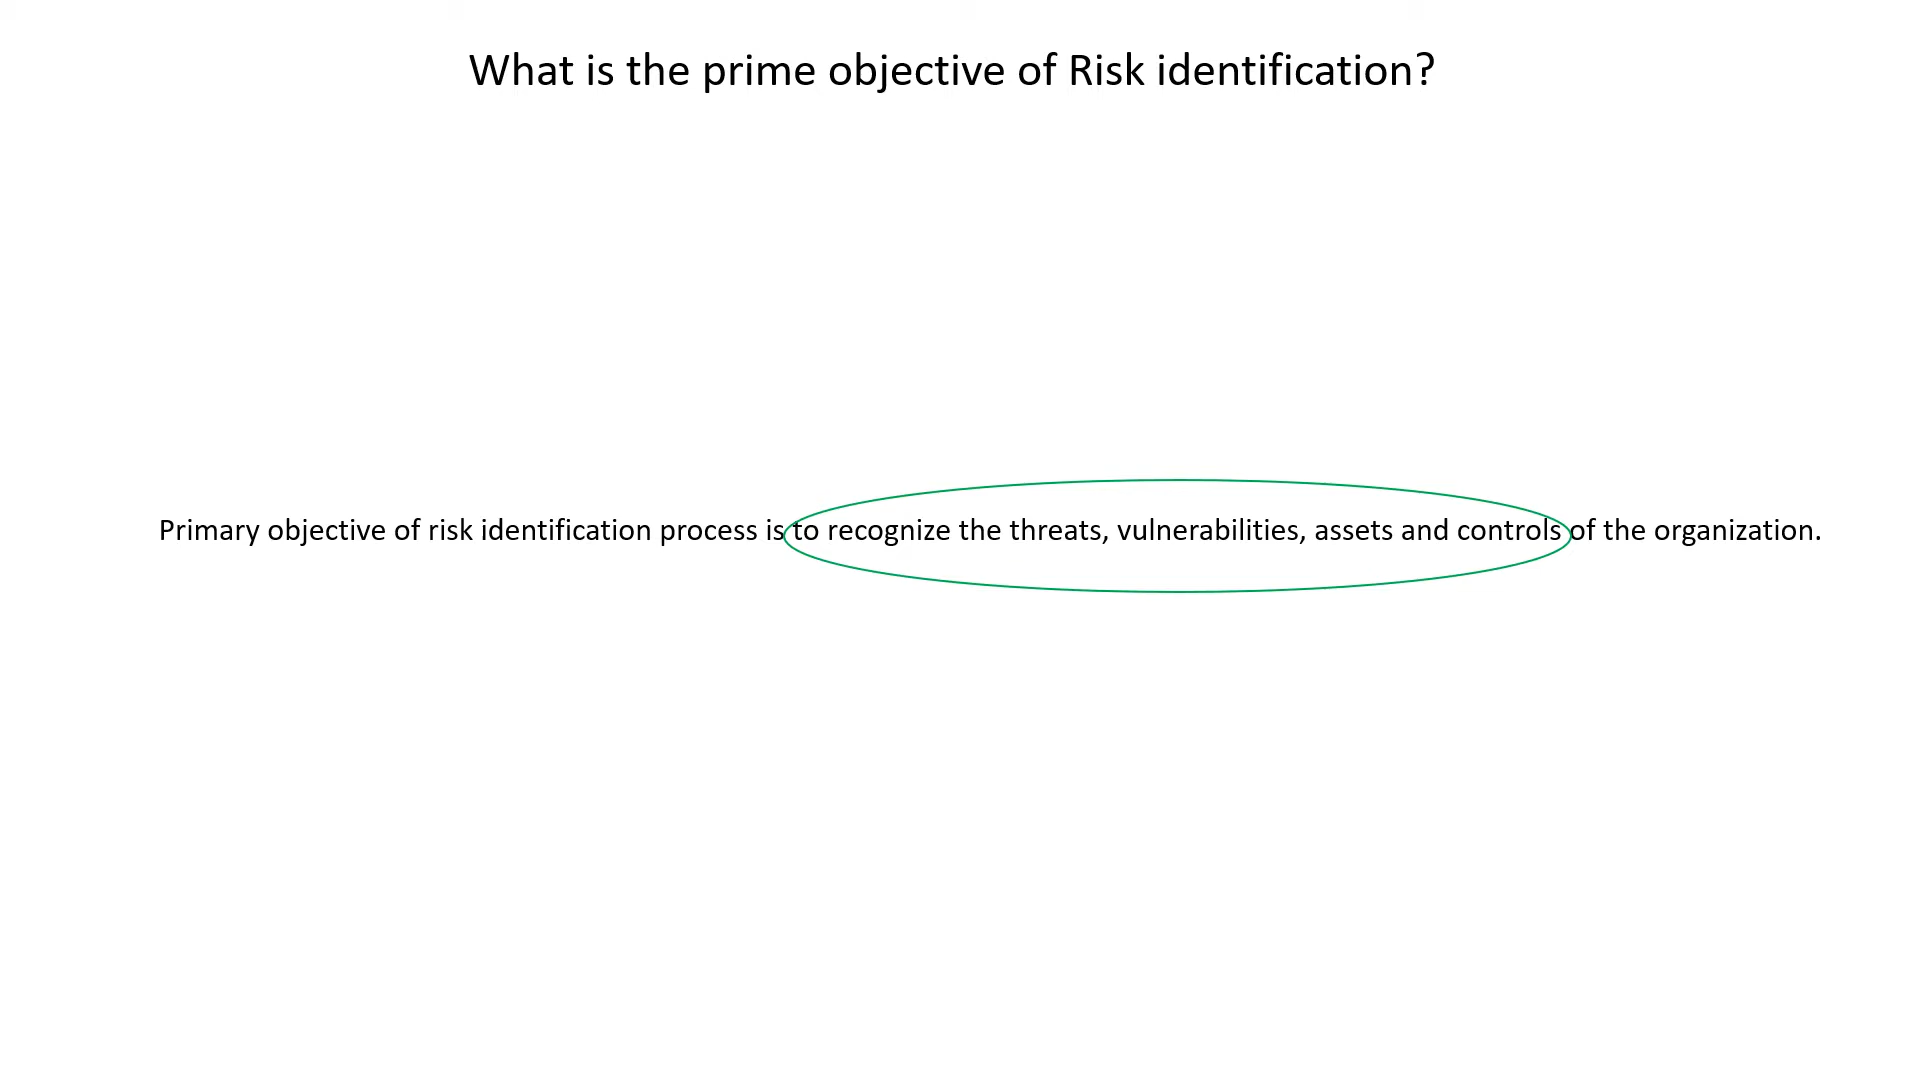 What is the prime objective of Risk identification?
Primary objective of risk identification process is to recognize the threats, vulnerabilities, assets and controls of the organization.